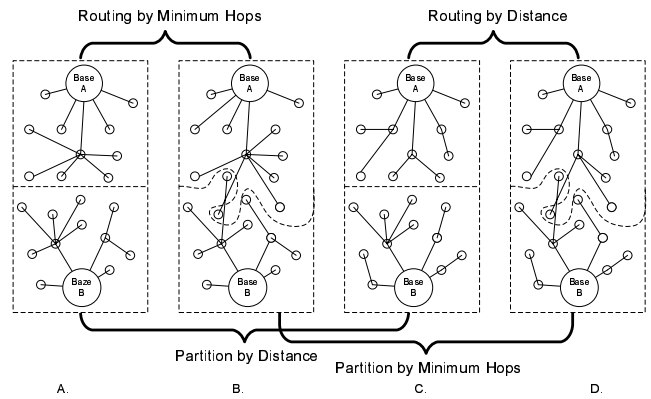 Routing by Minimum Hops
Routing by Distance
Base
A
Base
A
Base
A
Base
A
Baze
B
Base
B
Base
B
Base
B
Partition by Distance
Partition by Minimum Hops
A.
B.
C.
D.